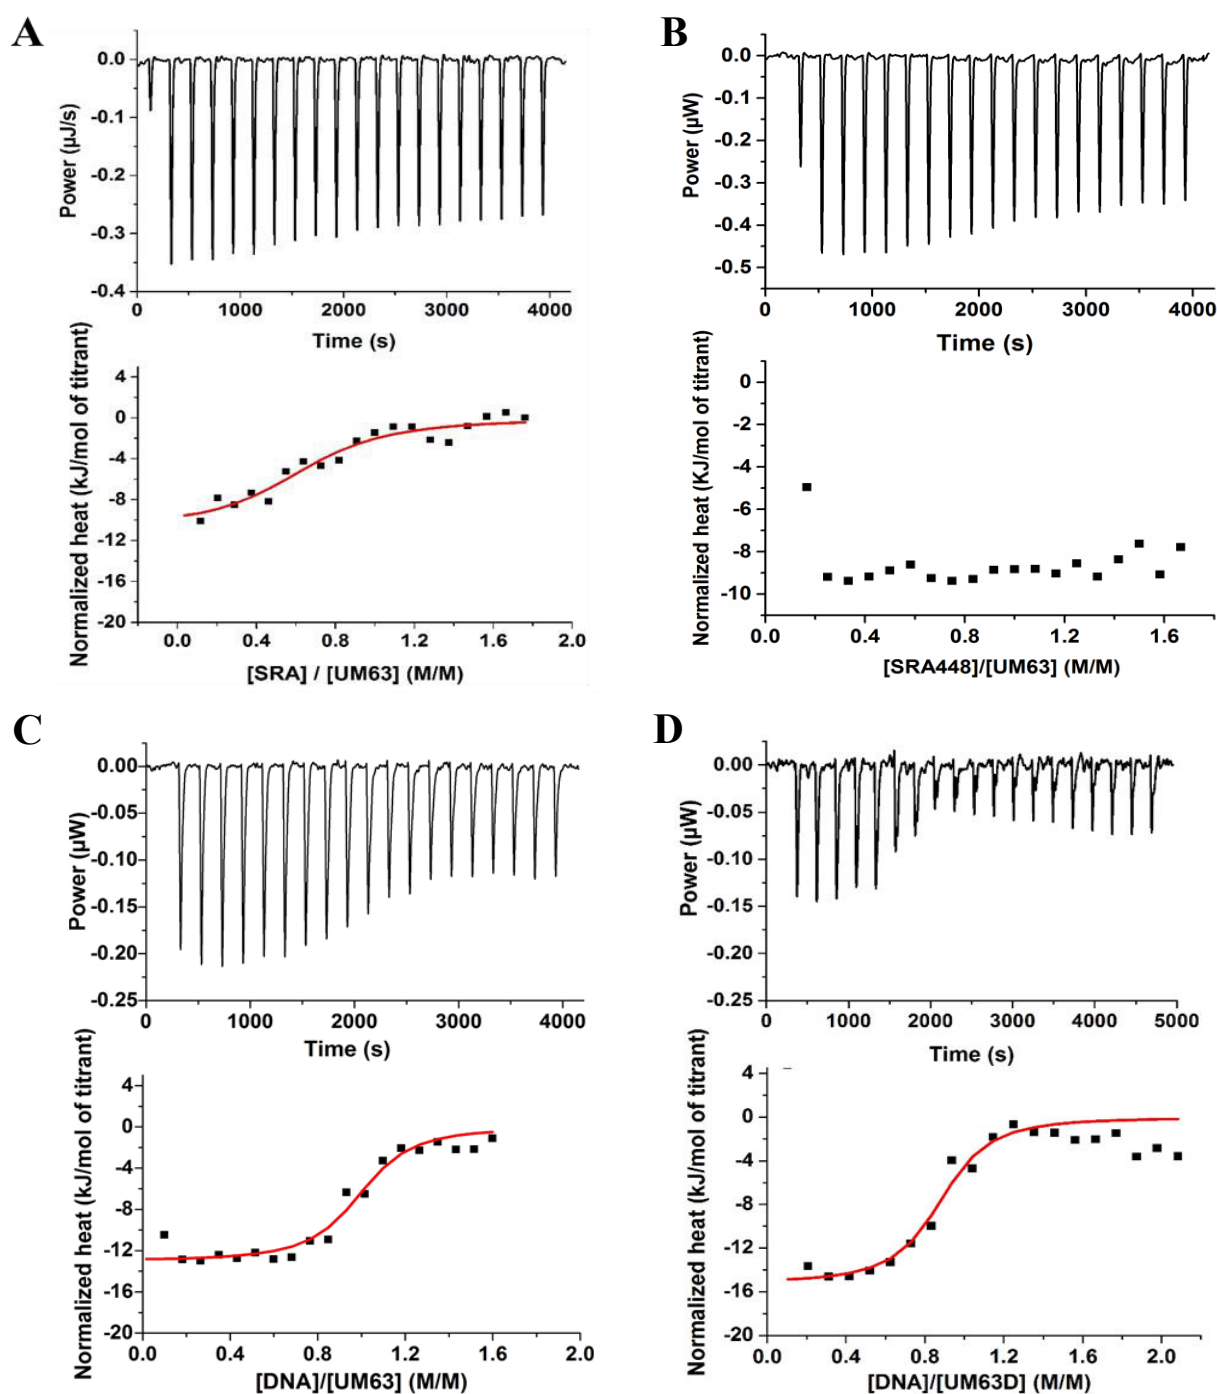 A
0.0
-0.1
-0.2
-0.3
-0.4
Power (µJ/s)
0 1000 2000 3000 4000
Time (s)
4
0
-4
-8
-12
-16
-20
Normalized heat (kJ/mol of titrant)
0.0 0.4 0.8 1.2 1.6 2.0
[SRA] / [UM63] (M/M)
B
0.0
-0.1
-0.2
-0.3
-0.4
-0.5
Power (µW)
0 1000 2000 3000 4000
Time (s)
0
-2
-4
-6
-8
-10
Normalized heat (KJ/mol of titrant)
0.0 0.4 0.8 1.2 1.6
[SRA448]/[UM63] (M/M)
C
0.00
-0.05
-0.10
-0.15
-0.20
-0.25
Power (µW)
0 1000 2000 3000 4000
Time (s)
4
0
-4
-8
-12
-16
-20
Normalized heat (kJ/mol of titrant)
0.0 0.4 0.8 1.2 1.6 2.0
[DNA]/[UM63] (M/M)
D
0.00
-0.05
-0.10
-0.15
-0.20
-0.25
Power (µW)
0 1000 2000 3000 4000 5000
Time (s)
4
0
-4
-8
-12
-16
-20
Normalized heat (kJ/mol of titrant)
0.0 0.4 0.8 1.2 1.6 2.0
[DNA]/[UM63D] (M/M)